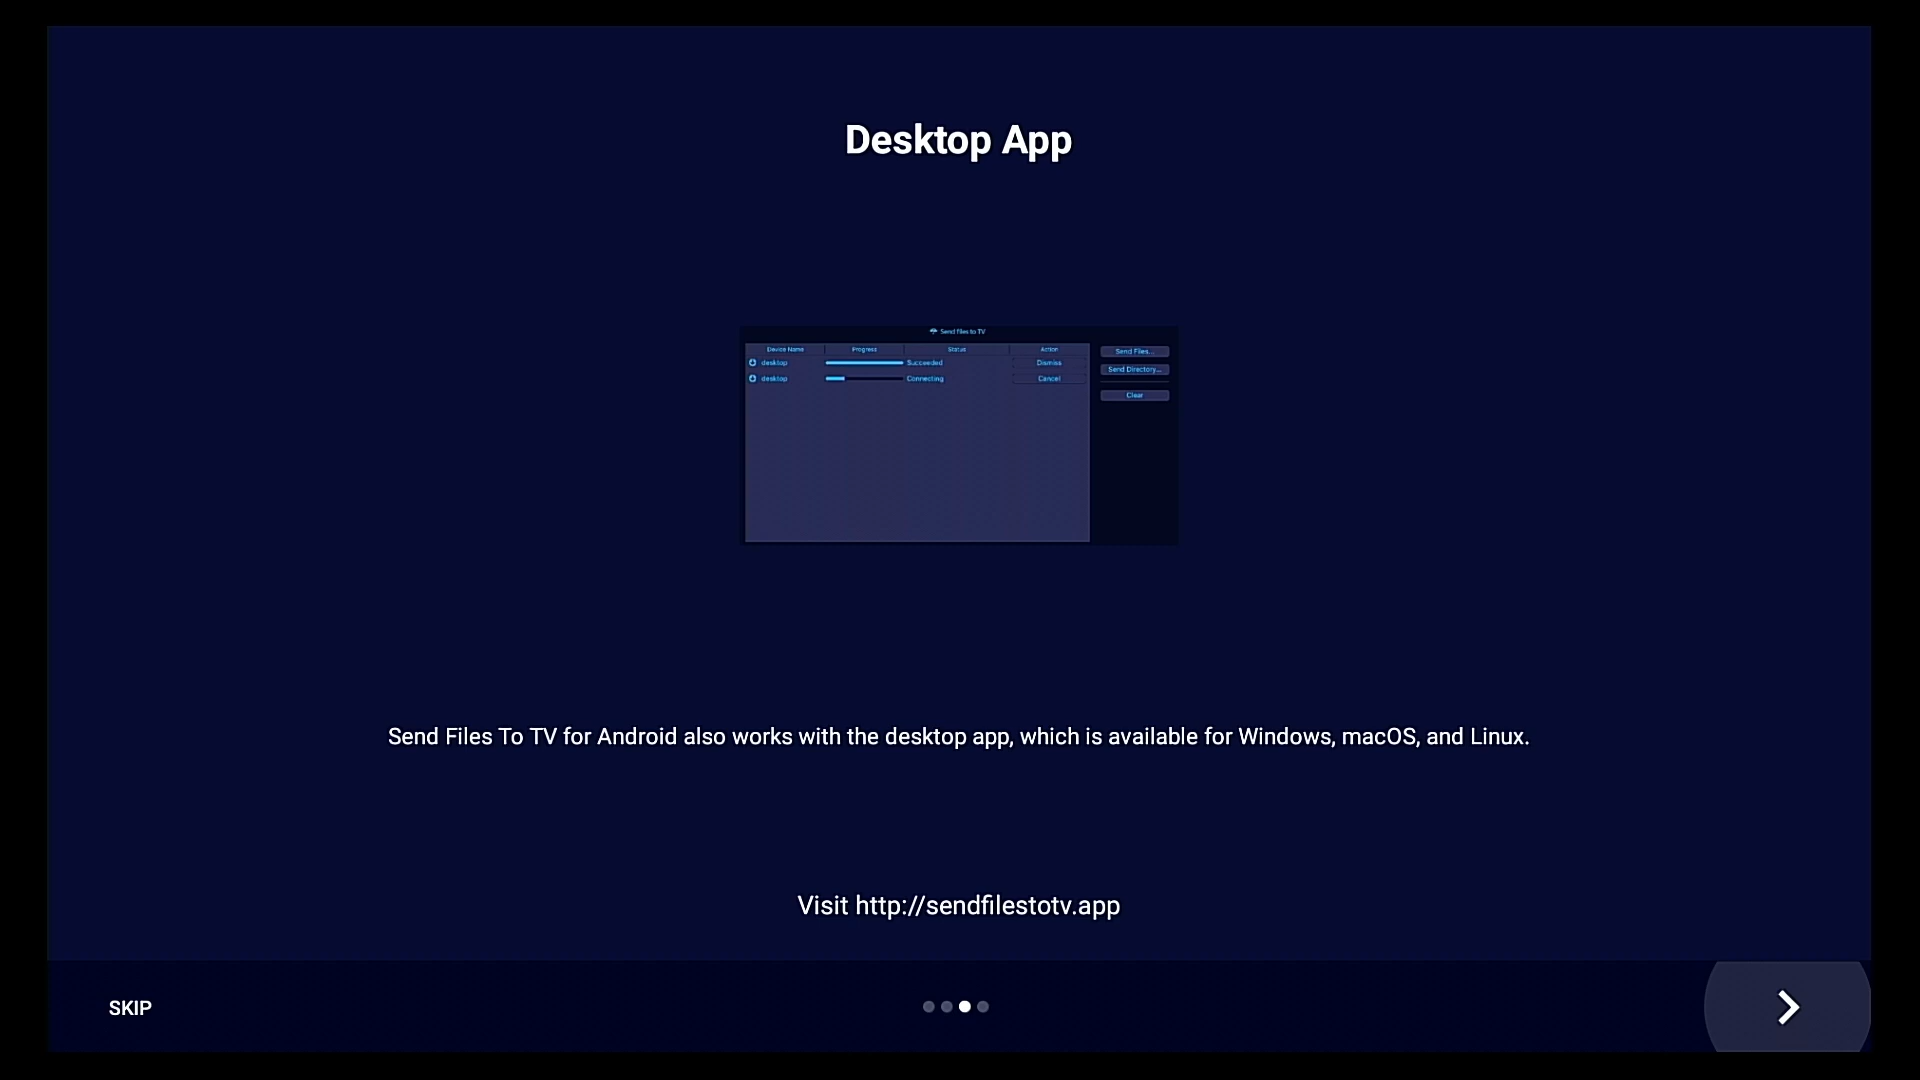 Desktop App
Send files to TV
Device Name Progress Status Action
desktop Succeeded Dismiss
desktop Connecting Cancel
Send Files...
Send Directory...
Clear
Send Files To TV for Android also works with the desktop app, which is available for Windows, macOS, and Linux.
Visit http://sendfilestotv.app
SKIP